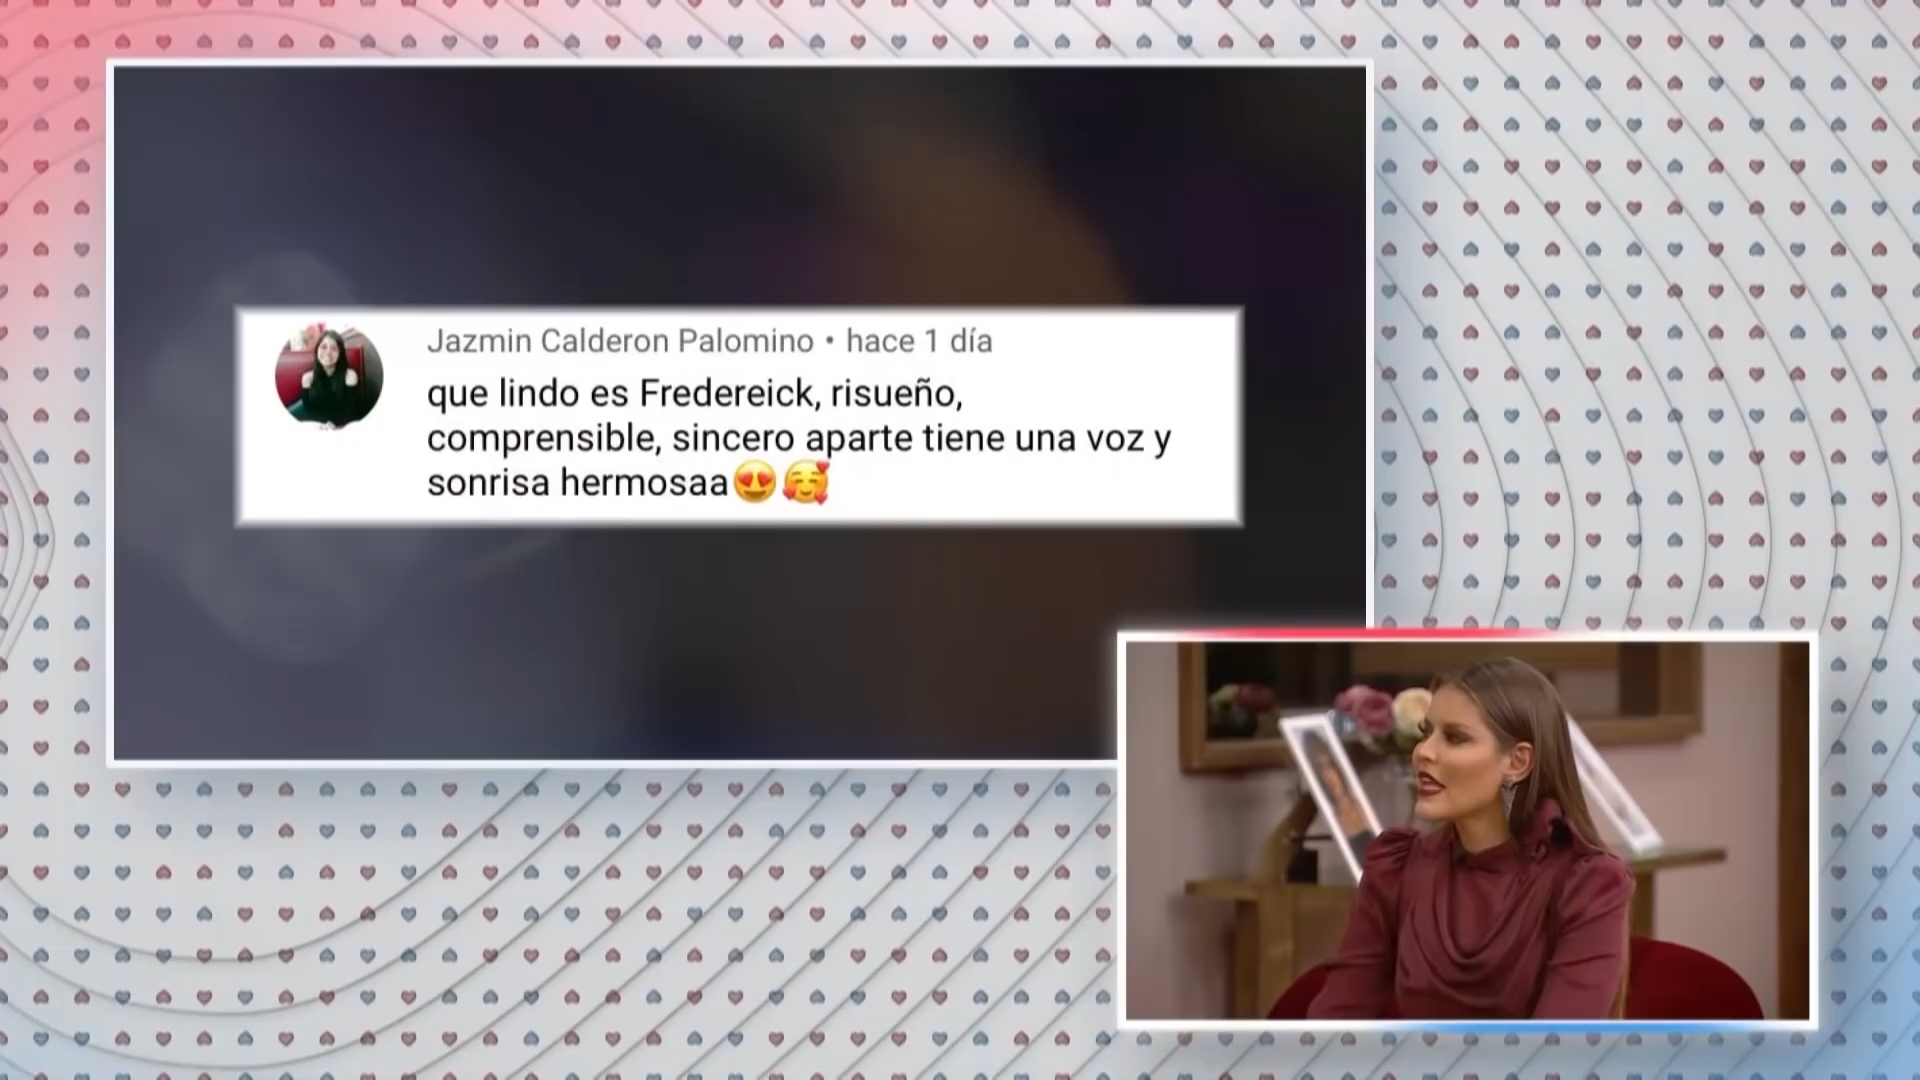 Jazmin Calderon Palomino • hace 1 día
que lindo es Fredereick, risueño,
comprensible, sincero aparte tiene una voz y
sonrisa hermosaa😍🥰